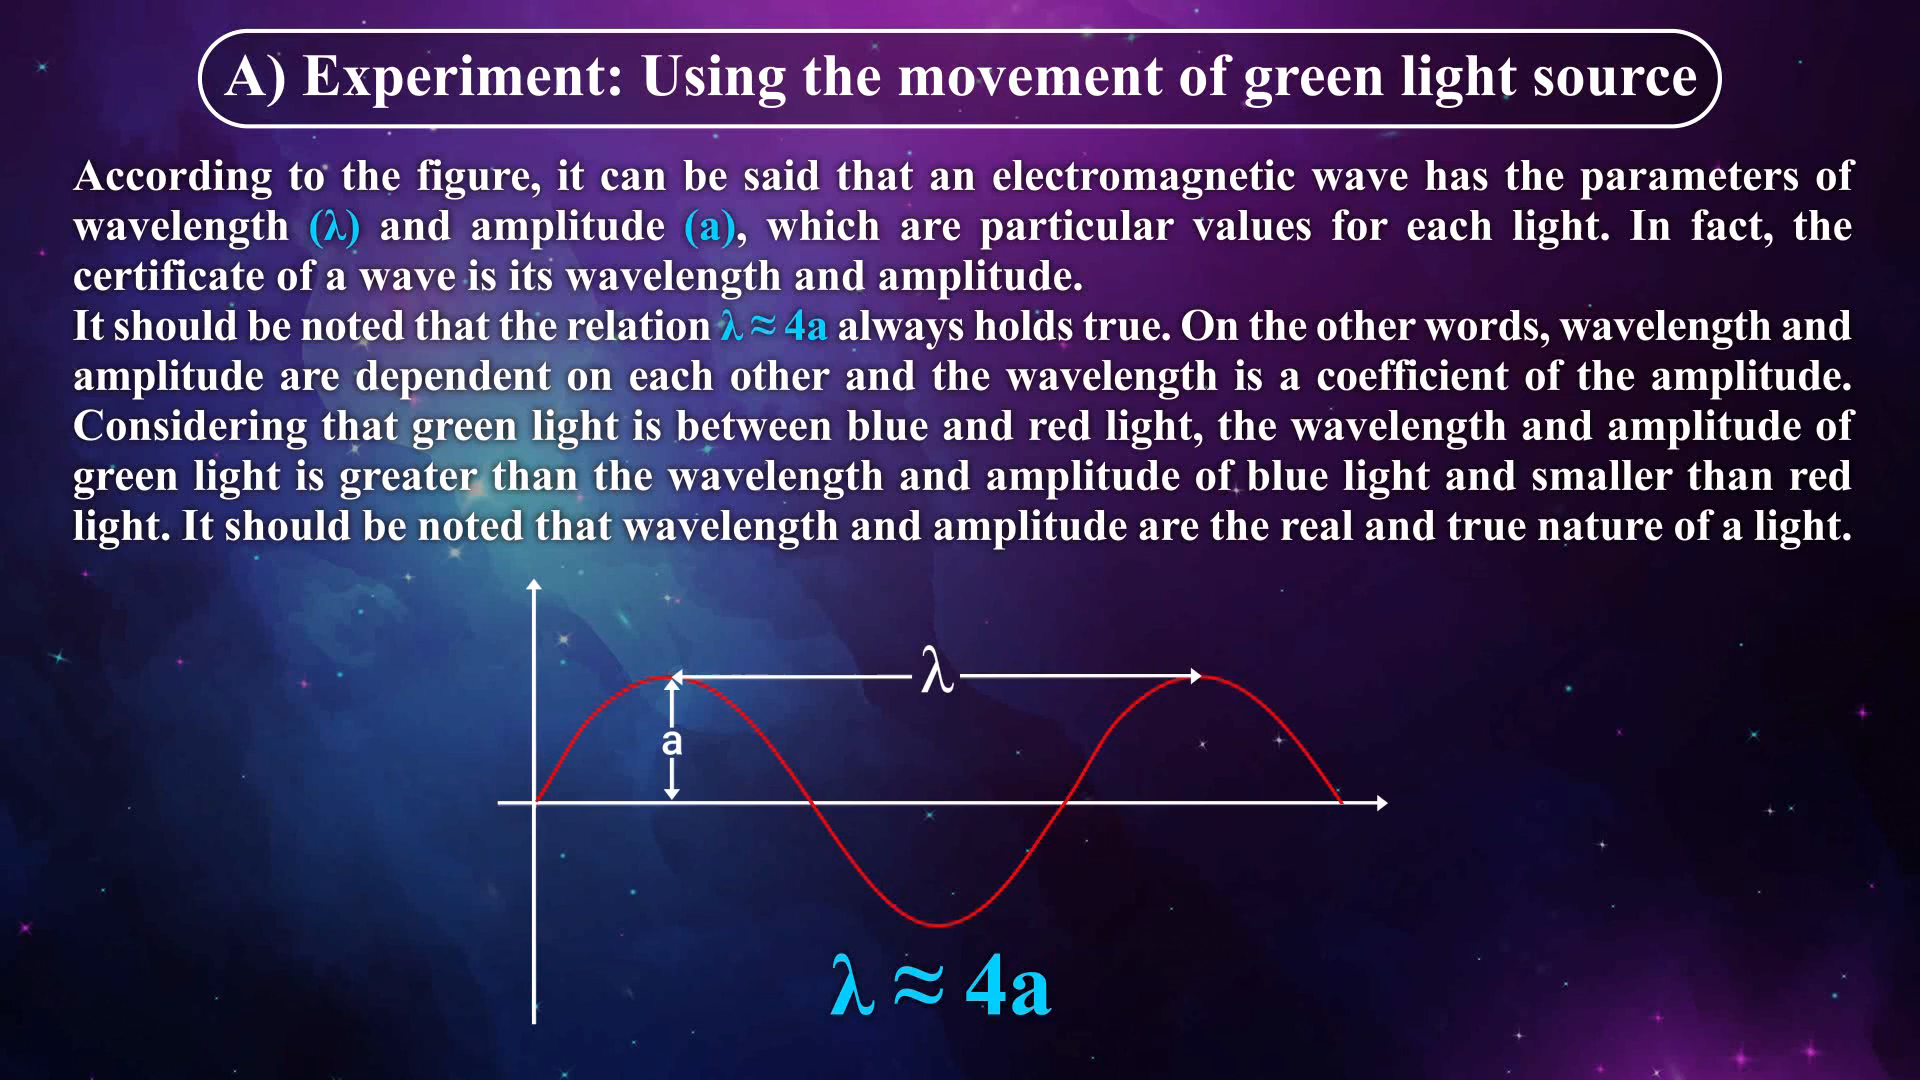 A) Experiment: Using the movement of green light source
According to the figure, it can be said that an electromagnetic wave has the parameters of
wavelength (λ) and amplitude (a), which are particular values for each light. In fact, the
certificate of a wave is its wavelength and amplitude.
It should be noted that the relation λ ≈ 4a always holds true. On the other words, wavelength and
amplitude are dependent on each other and the wavelength is a coefficient of the amplitude.
Considering that green light is between blue and red light, the wavelength and amplitude of
green light is greater than the wavelength and amplitude of blue light and smaller than red
light. It should be noted that wavelength and amplitude are the real and true nature of a light.
λ
a
λ ≈ 4a